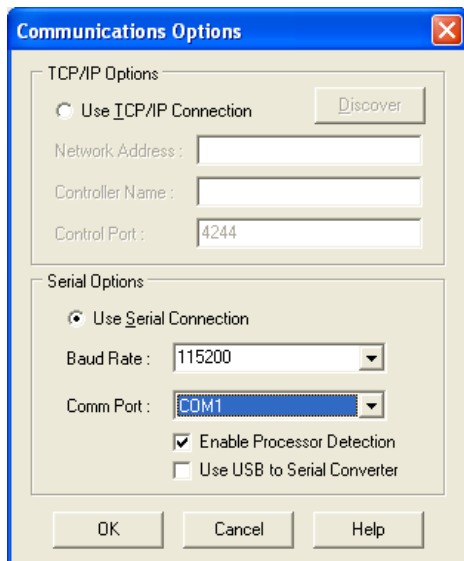 Communications Options
TCP/IP Options
Use TCP/IP Connection
Discover
Network Address :
Controller Name :
Control Port :
4244
Serial Options
Use Serial Connection
Baud Rate :
115200
Comm Port :
COM1
Enable Processor Detection
Use USB to Serial Converter
OK
Cancel
Help